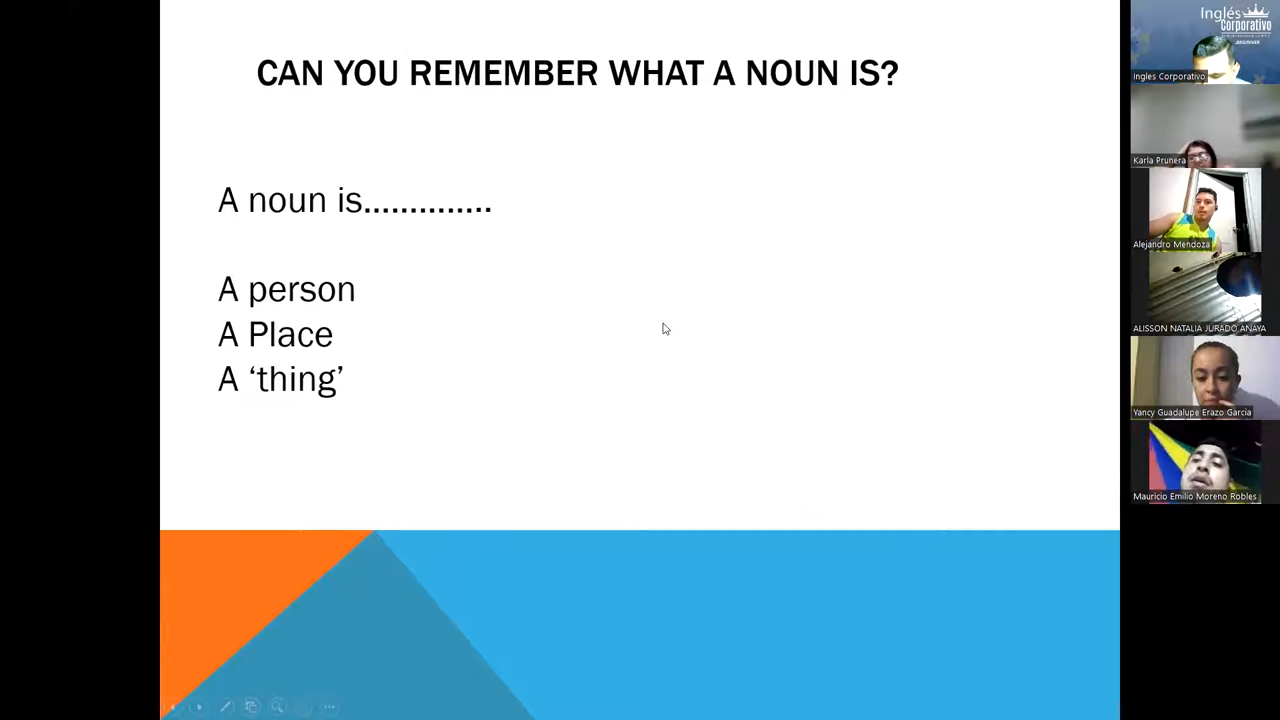 CAN YOU REMEMBER WHAT A NOUN IS?
A noun is..............
A person
A Place
A ‘thing’
Inglés
Corporativo
Ingles Corporativo
Karla Prunera
Alejandro Mendoza
ALISSON NATALIA JURADO ANAYA
Yancy Guadalupe Erazo Garcia
Mauricio Emilio Moreno Robles